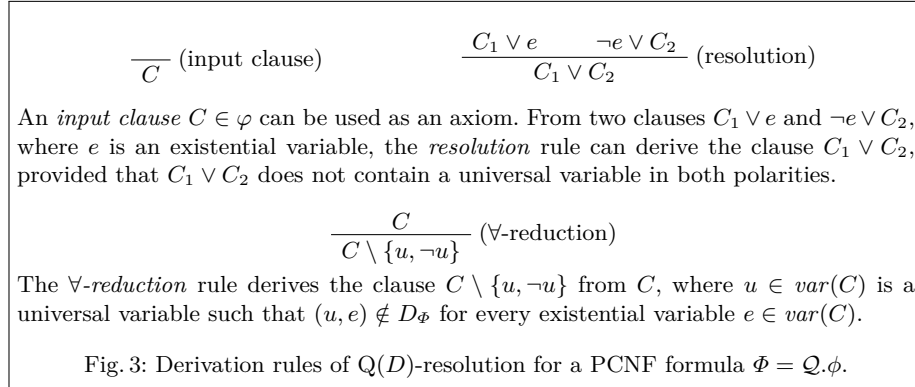 C (input clause)
C₁ ∨ e ¬e ∨ C₂
C₁ ∨ C₂ (resolution)
An input clause C ∈ φ can be used as an axiom. From two clauses C₁ ∨ e and ¬e ∨ C₂,
where e is an existential variable, the resolution rule can derive the clause C₁ ∨ C₂,
provided that C₁ ∨ C₂ does not contain a universal variable in both polarities.
C
C \ {u, ¬u} (∀-reduction)
The ∀-reduction rule derives the clause C \ {u, ¬u} from C, where u ∈ var(C) is a
universal variable such that (u, e) ∉ D_Φ for every existential variable e ∈ var(C).
Fig. 3: Derivation rules of Q(D)-resolution for a PCNF formula Φ = 𝒬.ϕ.